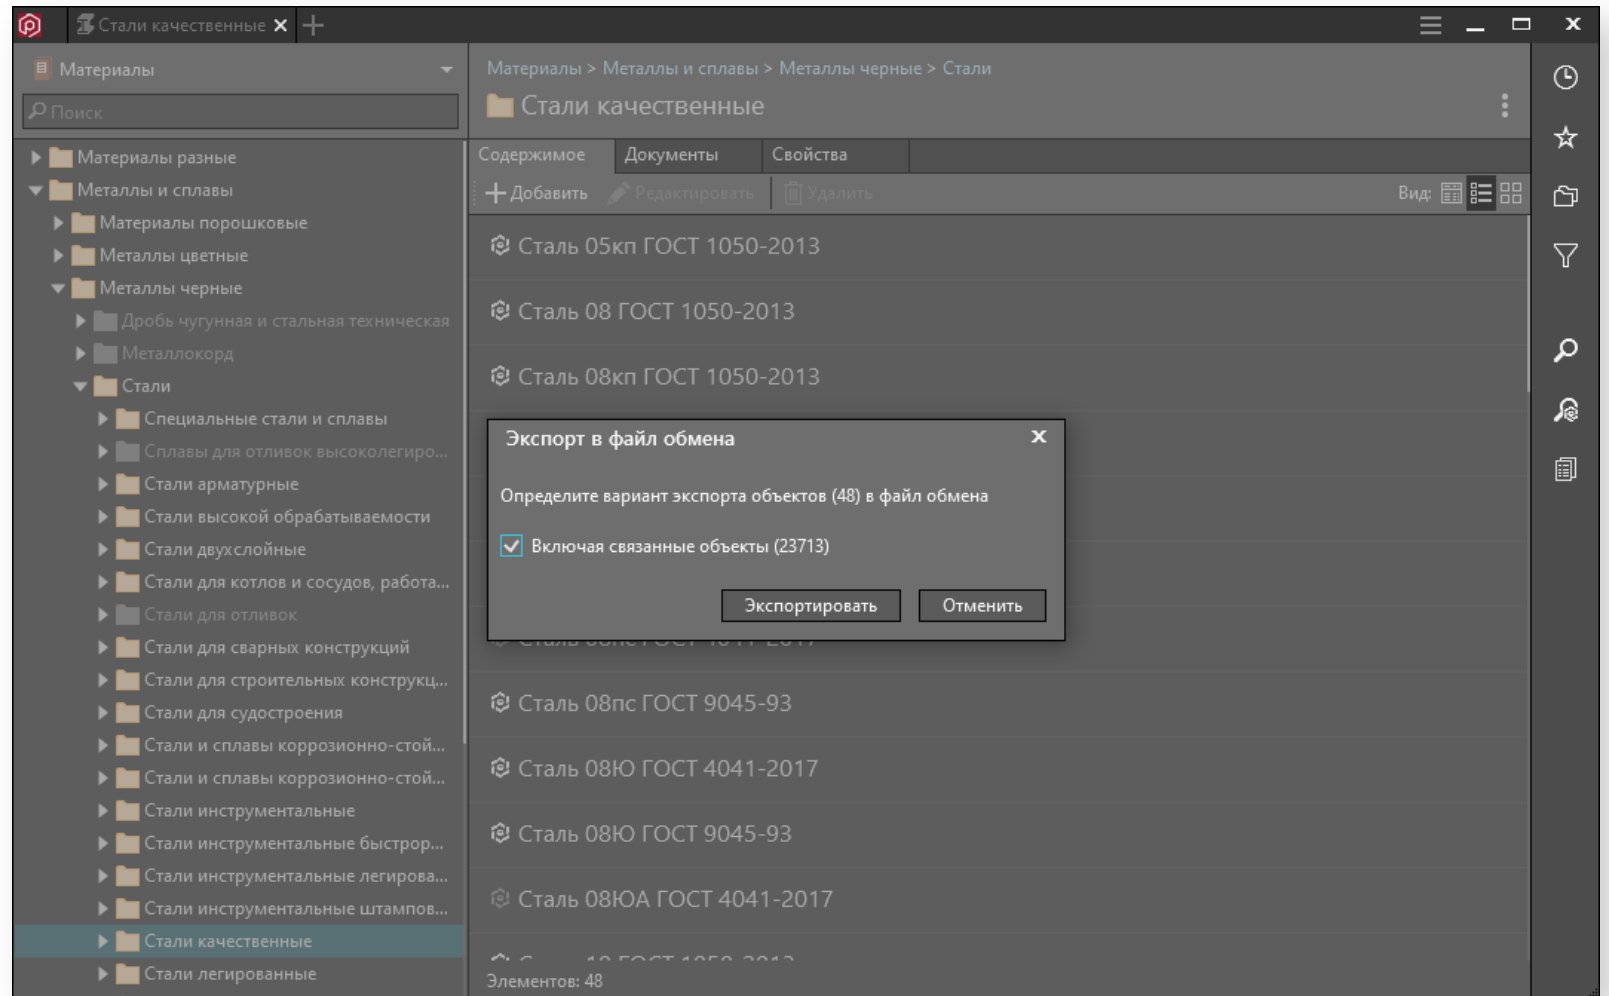 Стали качественные
Материалы
Поиск
Материалы разные
Металлы и сплавы
Материалы порошковые
Металлы цветные
Металлы черные
Дробь чугунная и стальная техническая
Металлокорд
Стали
Специальные стали и сплавы
Сплавы для отливок высоколегиро...
Стали арматурные
Стали высокой обрабатываемости
Стали двухслойные
Стали для котлов и сосудов, работа...
Стали для отливок
Стали для сварных конструкций
Стали для строительных конструкц...
Стали для судостроения
Стали и сплавы коррозионно-стой...
Стали и сплавы коррозионно-стой...
Стали инструментальные
Стали инструментальные быстрор...
Стали инструментальные легирова...
Стали инструментальные штампов...
Стали качественные
Стали легированные
Материалы > Металлы и сплавы > Металлы черные > Стали
Стали качественные
Содержимое Документы Свойства
Добавить Редактировать Удалить Вид:
Сталь 05кп ГОСТ 1050-2013
Сталь 08 ГОСТ 1050-2013
Сталь 08кп ГОСТ 1050-2013
Экспорт в файл обмена
Определите вариант экспорта объектов (48) в файл обмена
Включая связанные объекты (23713)
Экспортировать Отменить
Сталь 08пс ГОСТ 9045-93
Сталь 08Ю ГОСТ 4041-2017
Сталь 08Ю ГОСТ 9045-93
Сталь 08ЮА ГОСТ 4041-2017
Элементов: 48